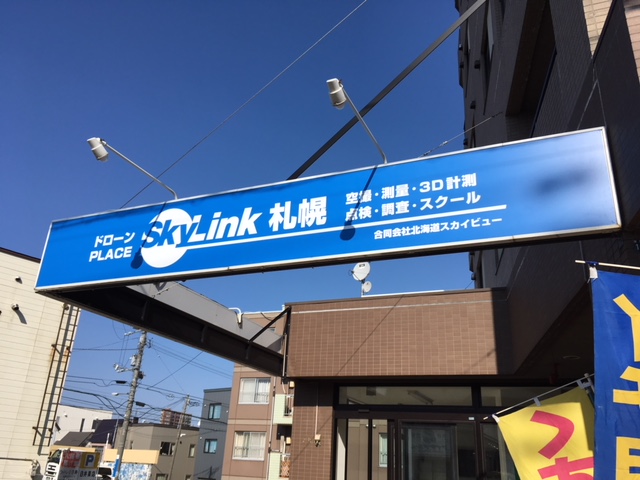 ドローン
PLACE
SkyLink 札幌
空撮・測量・3D計測
点検・調査・スクール
合同会社北海道スカイビュー
P